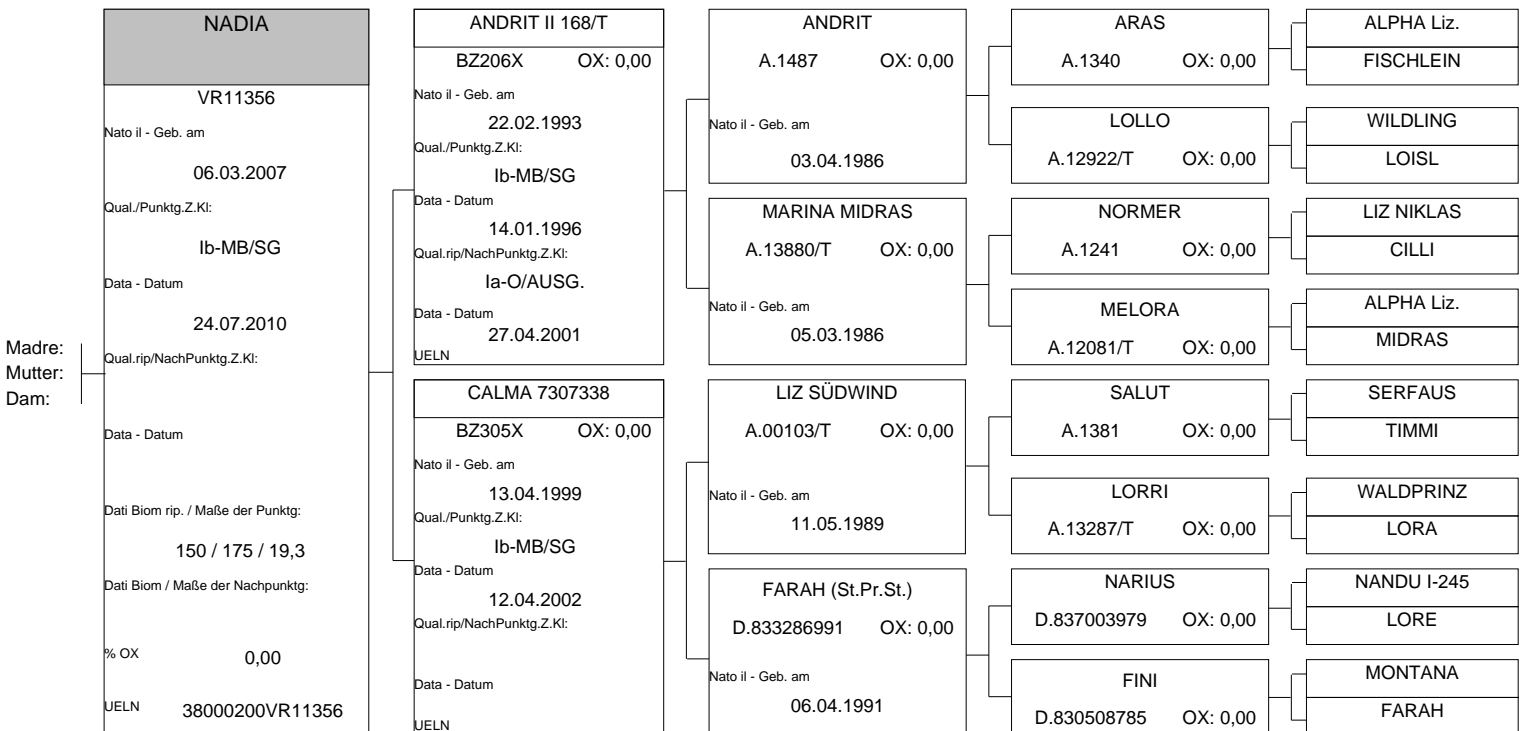 Madre:
Mutter:
Dam:
NADIA
VR11356
Nato il - Geb. am
06.03.2007
Qual./Punktg.Z.Kl:
Ib-MB/SG
Data - Datum
24.07.2010
Qual.rip/NachPunktg.Z.Kl:
Data - Datum
Dati Biom rip. / Maße der Punktg:
150 / 175 / 19,3
Dati Biom / Maße der Nachpunktg:
% OX 0,00
UELN 38000200VR11356
ANDRIT II 168/T
BZ206X OX: 0,00
Nato il - Geb. am
22.02.1993
Qual./Punktg.Z.Kl:
Ib-MB/SG
Data - Datum
14.01.1996
Qual.rip/NachPunktg.Z.Kl:
Ia-O/AUSG.
Data - Datum
27.04.2001
UELN
CALMA 7307338
BZ305X OX: 0,00
Nato il - Geb. am
13.04.1999
Qual./Punktg.Z.Kl:
Ib-MB/SG
Data - Datum
12.04.2002
Qual.rip/NachPunktg.Z.Kl:
Data - Datum
UELN
ANDRIT
A.1487 OX: 0,00
Nato il - Geb. am
03.04.1986
MARINA MIDRAS
A.13880/T OX: 0,00
Nato il - Geb. am
05.03.1986
LIZ SÜDWIND
A.00103/T OX: 0,00
Nato il - Geb. am
11.05.1989
FARAH (St.Pr.St.)
D.833286991 OX: 0,00
Nato il - Geb. am
06.04.1991
ARAS
A.1340 OX: 0,00
LOLLO
A.12922/T OX: 0,00
NORMER
A.1241 OX: 0,00
MELORA
A.12081/T OX: 0,00
SALUT
A.1381 OX: 0,00
LORRI
A.13287/T OX: 0,00
NARIUS
D.837003979 OX: 0,00
FINI
D.830508785 OX: 0,00
ALPHA Liz.
FISCHLEIN
WILDLING
LOISL
LIZ NIKLAS
CILLI
ALPHA Liz.
MIDRAS
SERFAUS
TIMMI
WALDPRINZ
LORA
NANDU I-245
LORE
MONTANA
FARAH